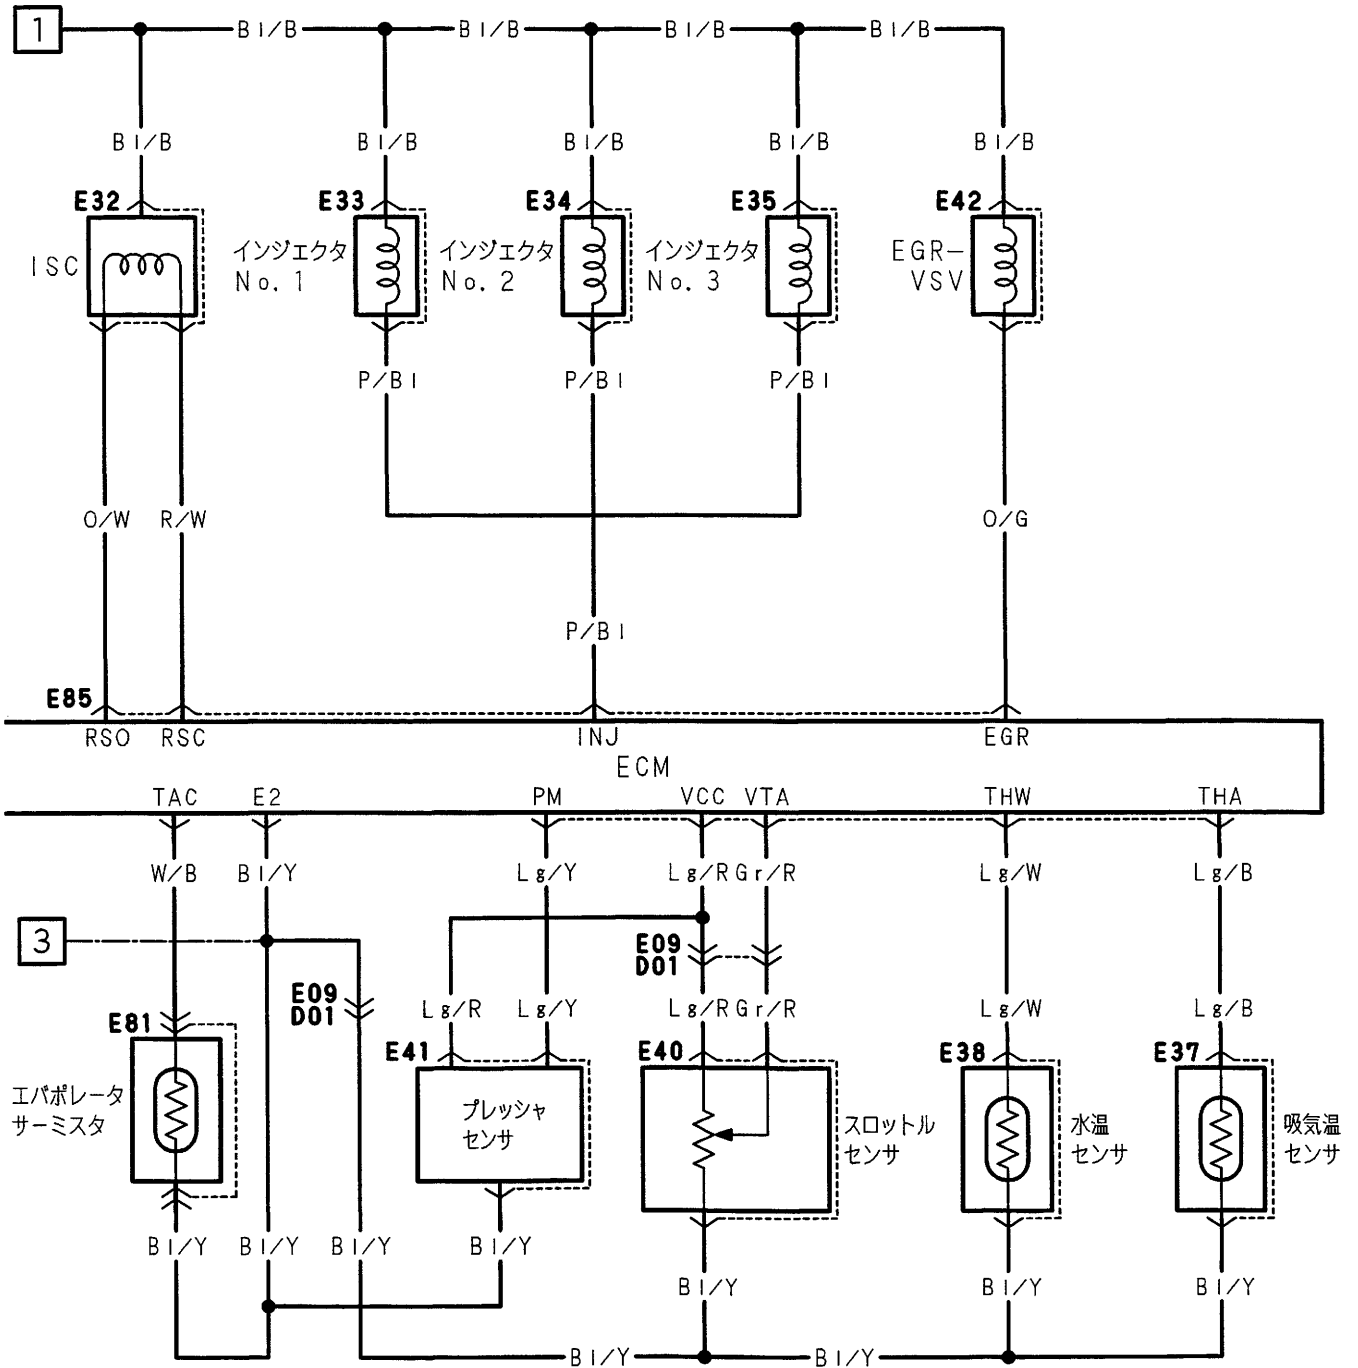 1
Bl/B Bl/B Bl/B Bl/B
Bl/B Bl/B Bl/B Bl/B Bl/B
E32 E33 E34 E35 E42
ISC
インジェクタ
No. 1
インジェクタ
No. 2
インジェクタ
No. 3
EGR-
VSV
P/Bl P/Bl P/Bl
O/W R/W O/G
P/Bl
E85
RSO RSC INJ EGR
ECM
TAC E2 PM VCC VTA THW THA
W/B Bl/Y Lg/Y Lg/R Gr/R Lg/W Lg/B
3
E09
D01
E09
D01
Lg/R Lg/Y Lg/R Gr/R Lg/W Lg/B
E81 E41 E40 E38 E37
エバポレータ
サーミスタ
プレッシャ
センサ
スロットル
センサ
水温
センサ
吸気温
センサ
Bl/Y Bl/Y Bl/Y Bl/Y
Bl/Y Bl/Y Bl/Y
Bl/Y Bl/Y